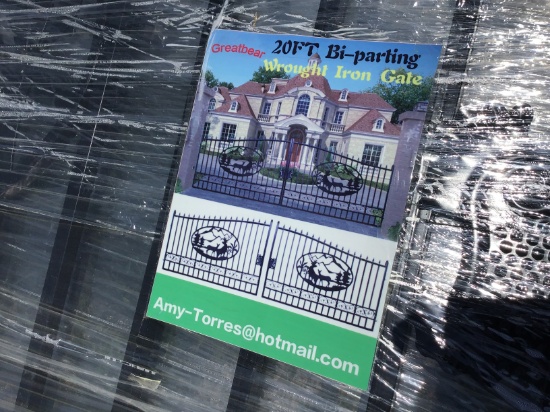 Greatbear 20FT Bi-parting
Wrought Iron Gate
Amy-Torres@hotmail.com